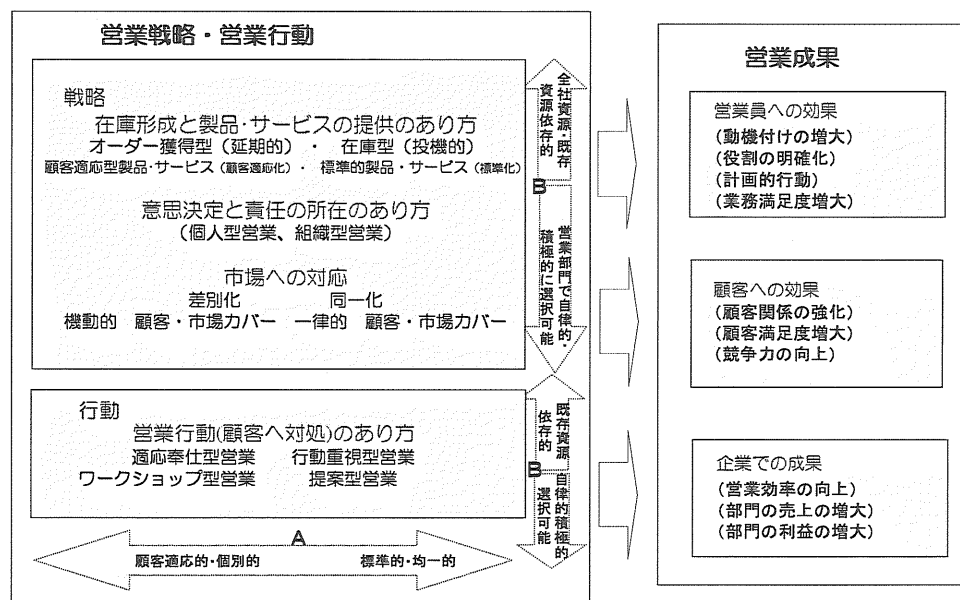 営業戦略・営業行動
戦略
在庫形成と製品・サービスの提供のあり方
オーダー獲得型(延期的) ・ 在庫型(投機的)
顧客適応型製品・サービス(顧客適応化) ・ 標準的製品・サービス(標準化)
意思決定と責任の所在のあり方
(個人型営業、組織型営業)
市場への対応
差別化 同一化
機動的 顧客・市場カバー 一律的 顧客・市場カバー
全社資源・既存
資源依存的
B
営業部門で自律的・
積極的に選択可能
行動
営業行動(顧客へ対処)のあり方
適応奉仕型営業 行動重視型営業
ワークショップ型営業 提案型営業
既存資源
依存的
B
自律的積極的
選択可能
A
顧客適応的・個別的 標準的・均一的
営業成果
営業員への効果
(動機付けの増大)
(役割の明確化)
(計画的行動)
(業務満足度増大)
顧客への効果
(顧客関係の強化)
(顧客満足度増大)
(競争力の向上)
企業での成果
(営業効率の向上)
(部門の売上の増大)
(部門の利益の増大)